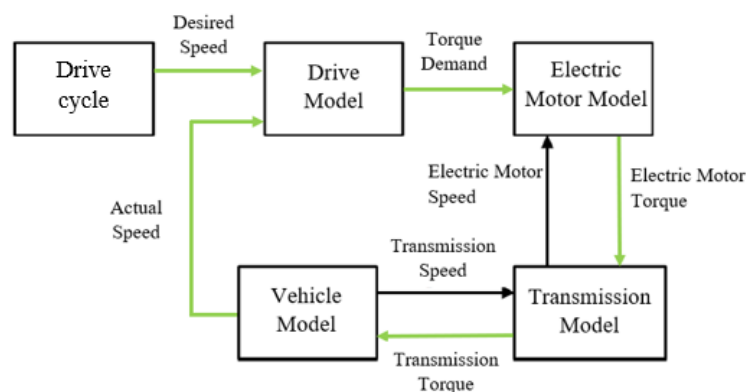 Desired
Speed
Drive
cycle
Drive
Model
Torque
Demand
Electric
Motor Model
Actual
Speed
Electric Motor
Speed
Electric Motor
Torque
Vehicle
Model
Transmission
Speed
Transmission
Model
Transmission
Torque